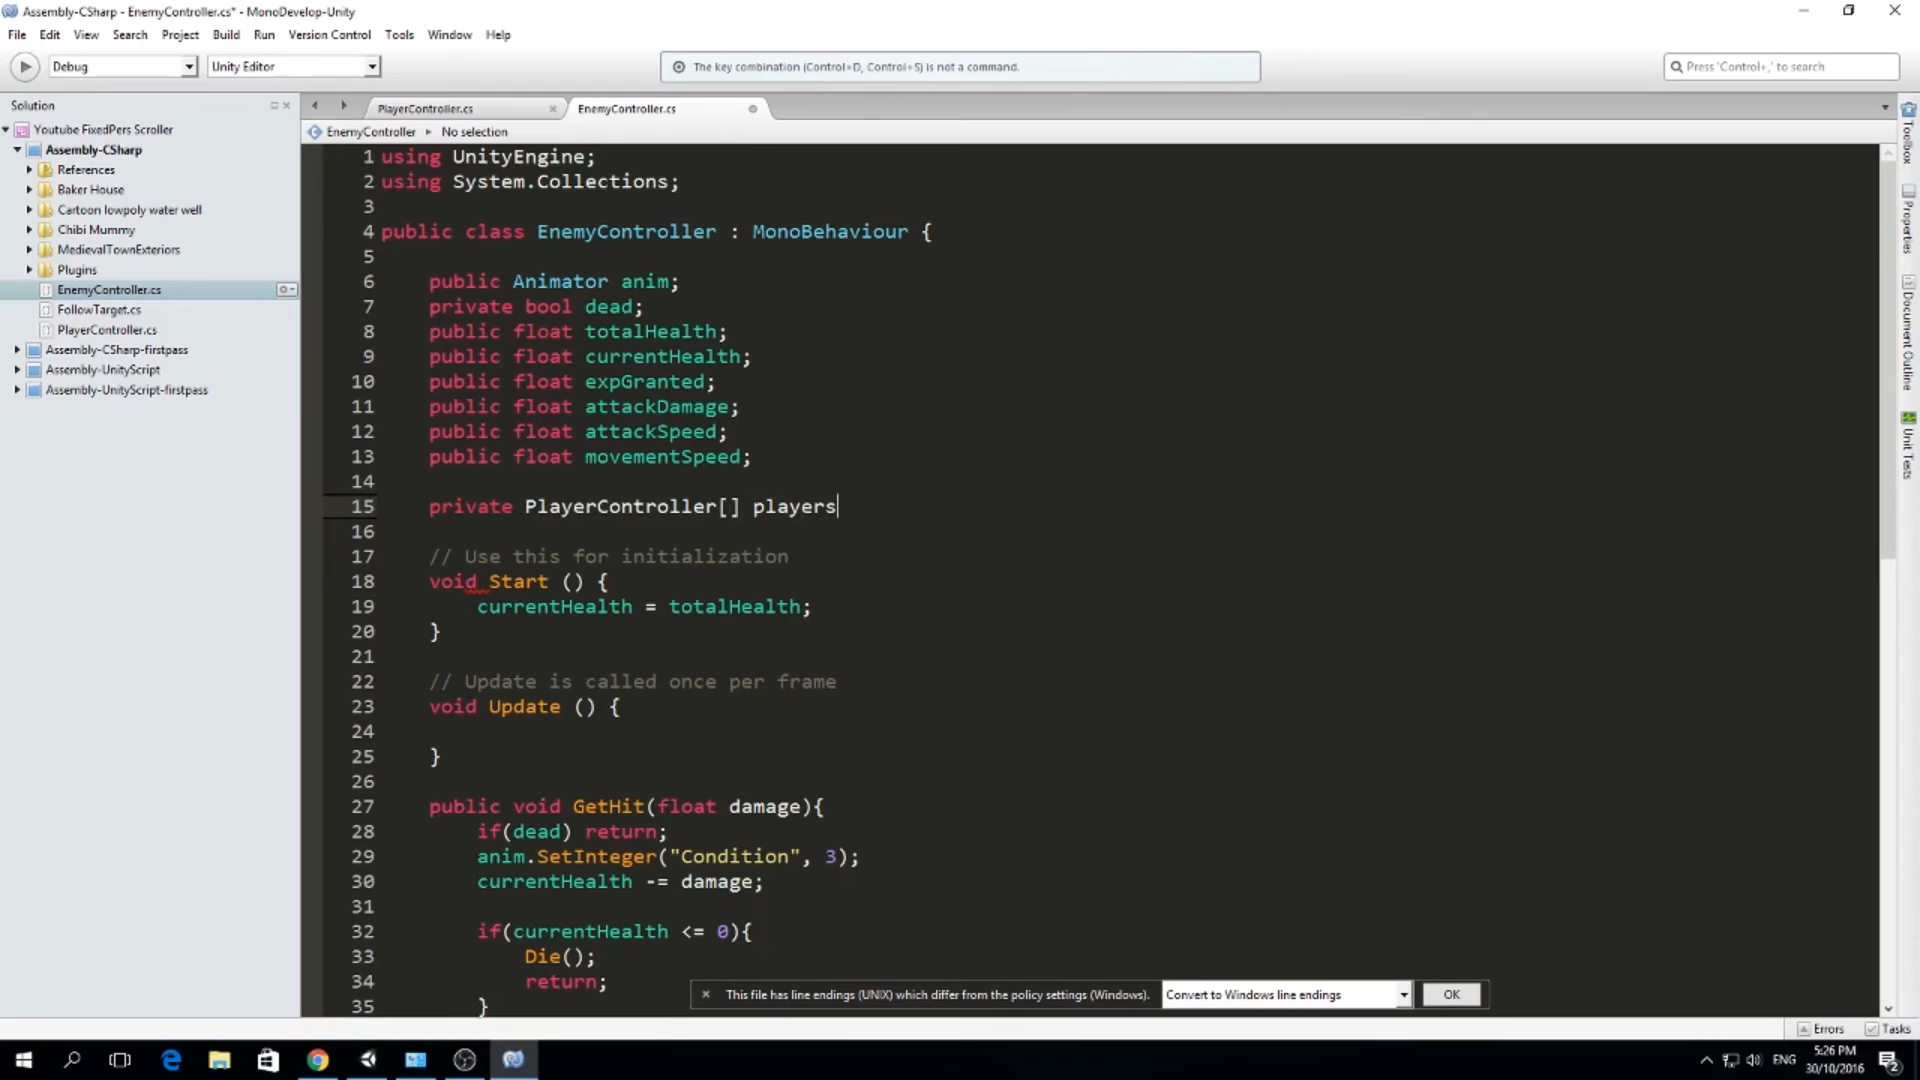 Assembly-CSharp - EnemyController.cs* - MonoDevelop-Unity
File Edit View Search Project Build Run Version Control Tools Window Help
Debug Unity Editor The key combination (Control+D, Control+S) is not a command. Press 'Control+,' to search
Solution
PlayerController.cs EnemyController.cs
Youtube FixedPers Scroller
Assembly-CSharp
References
Baker House
Cartoon lowpoly water well
Chibi Mummy
MedievalTownExteriors
Plugins
EnemyController.cs
FollowTarget.cs
PlayerController.cs
Assembly-CSharp-firstpass
Assembly-UnityScript
Assembly-UnityScript-firstpass
EnemyController No selection
1 using UnityEngine;
2 using System.Collections;
3
4 public class EnemyController : MonoBehaviour {
5
6 public Animator anim;
7 private bool dead;
8 public float totalHealth;
9 public float currentHealth;
10 public float expGranted;
11 public float attackDamage;
12 public float attackSpeed;
13 public float movementSpeed;
14
15 private PlayerController[] players
16
17 // Use this for initialization
18 void Start () {
19 currentHealth = totalHealth;
20 }
21
22 // Update is called once per frame
23 void Update () {
24
25 }
26
27 public void GetHit(float damage){
28 if(dead) return;
29 anim.SetInteger("Condition", 3);
30 currentHealth -= damage;
31
32 if(currentHealth <= 0){
33 Die();
34 return;
35 }
This file has line endings (UNIX) which differ from the policy settings (Windows). Convert to Windows line endings OK
Toolbox
Properties
Document Outline
Unit Tests
Errors Tasks
ENG 5:26 PM
30/10/2016
2